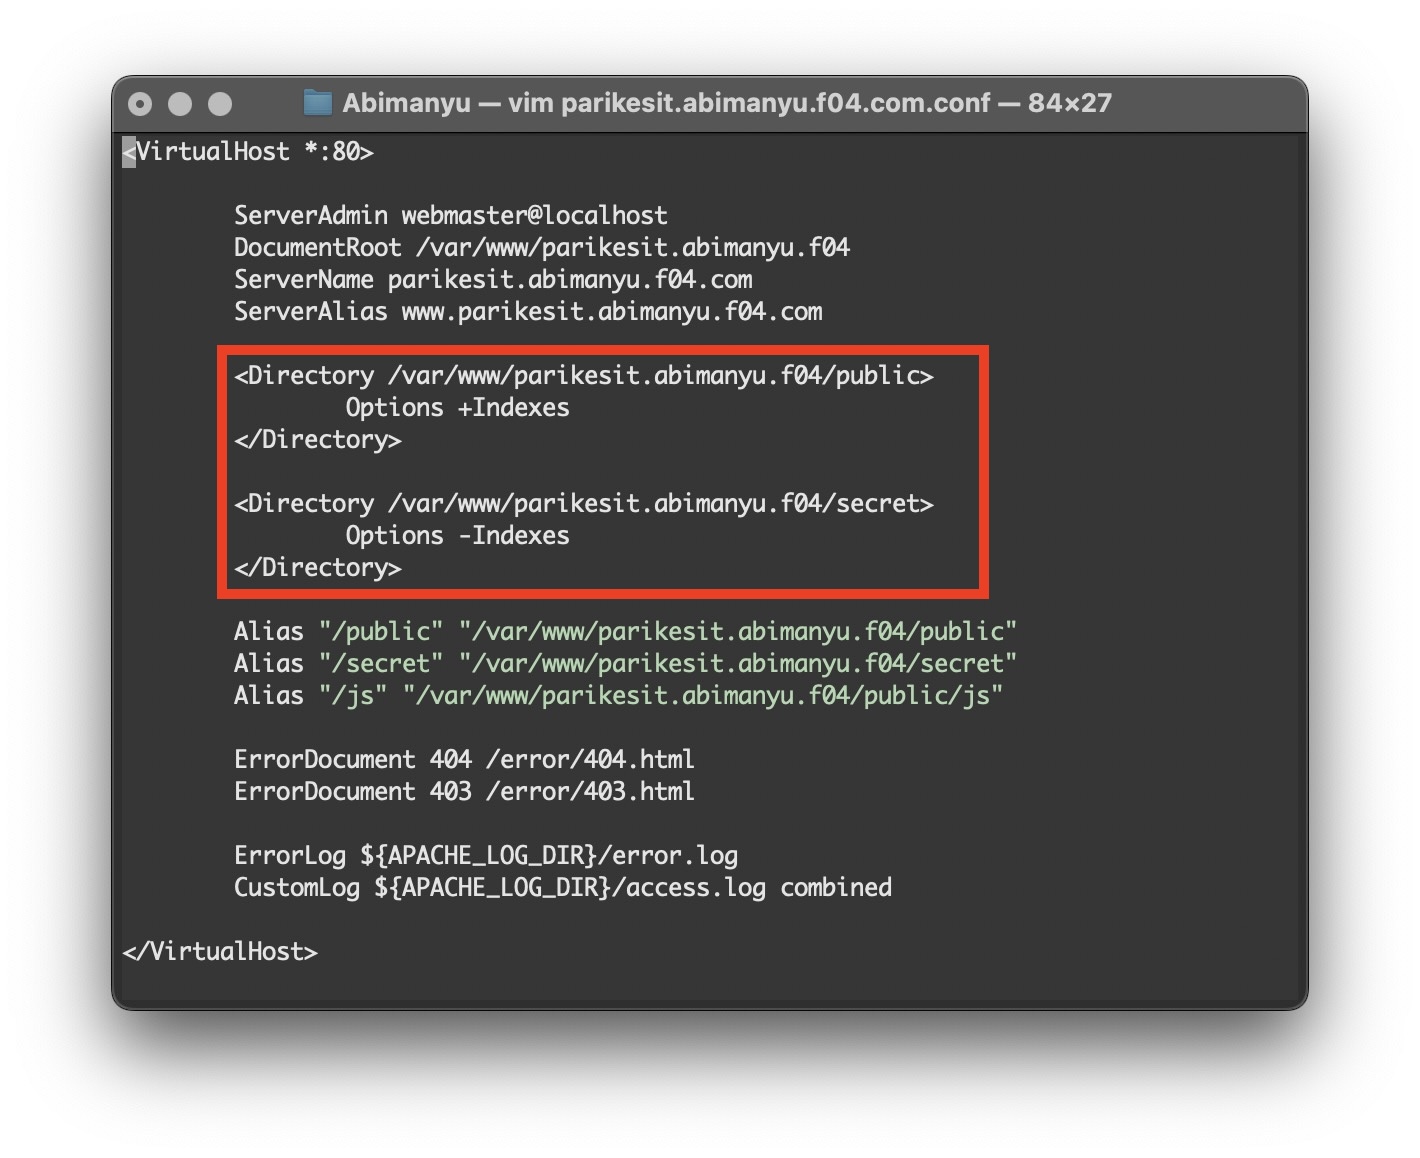 Abimanyu — vim parikesit.abimanyu.f04.com.conf — 84×27
<VirtualHost *:80>
ServerAdmin webmaster@localhost
DocumentRoot /var/www/parikesit.abimanyu.f04
ServerName parikesit.abimanyu.f04.com
ServerAlias www.parikesit.abimanyu.f04.com
<Directory /var/www/parikesit.abimanyu.f04/public>
Options +Indexes
</Directory>
<Directory /var/www/parikesit.abimanyu.f04/secret>
Options -Indexes
</Directory>
Alias "/public" "/var/www/parikesit.abimanyu.f04/public"
Alias "/secret" "/var/www/parikesit.abimanyu.f04/secret"
Alias "/js" "/var/www/parikesit.abimanyu.f04/public/js"
ErrorDocument 404 /error/404.html
ErrorDocument 403 /error/403.html
ErrorLog ${APACHE_LOG_DIR}/error.log
CustomLog ${APACHE_LOG_DIR}/access.log combined
</VirtualHost>